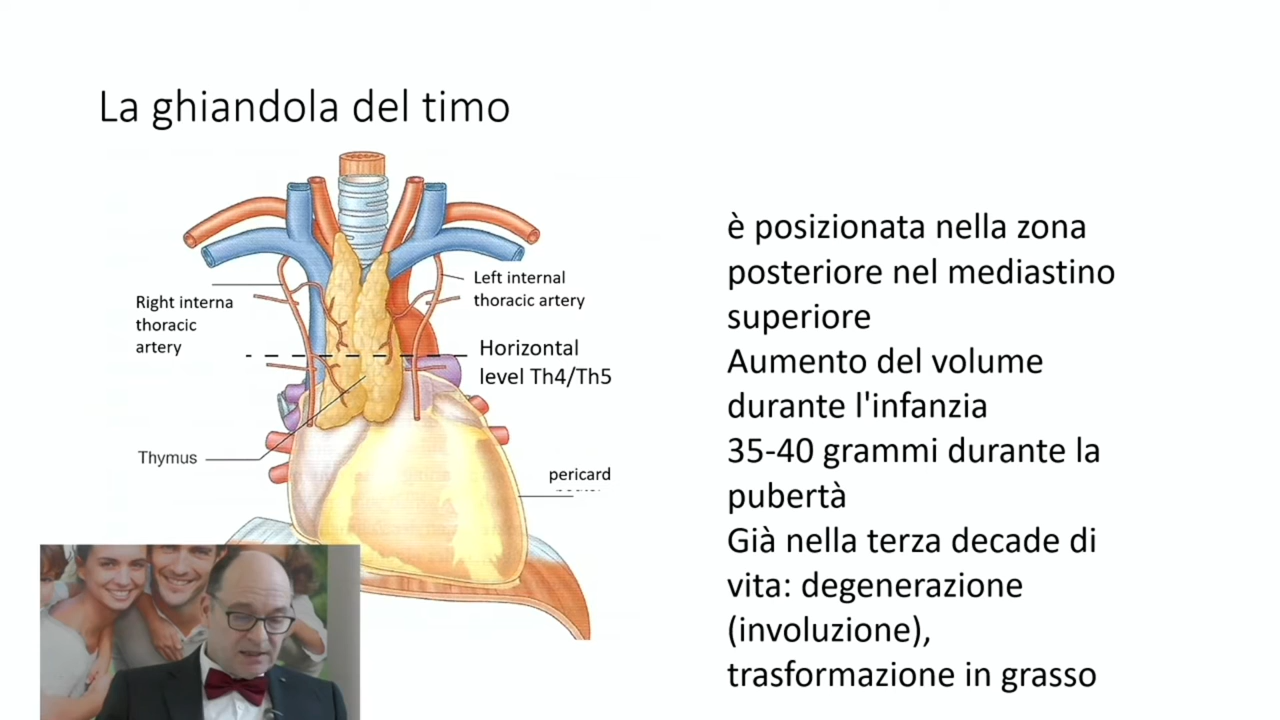 La ghiandola del timo
è posizionata nella zona
posteriore nel mediastino
superiore
Aumento del volume
durante l'infanzia
35-40 grammi durante la
pubertà
Già nella terza decade di
vita: degenerazione
(involuzione),
trasformazione in grasso
Right interna
thoracic
artery
Left internal
thoracic artery
Horizontal
level Th4/Th5
Thymus
pericard